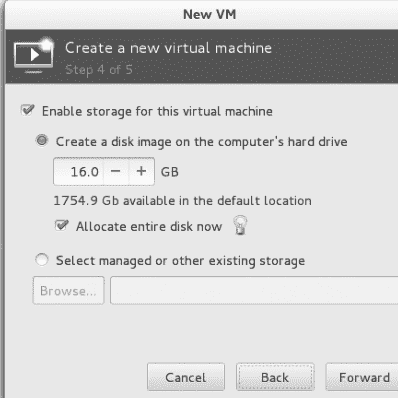 New VM
Create a new virtual machine
Step 4 of 5
Enable storage for this virtual machine
Create a disk image on the computer's hard drive
16.0 − + GB
1754.9 Gb available in the default location
Allocate entire disk now
Select managed or other existing storage
Browse...
Cancel Back Forward